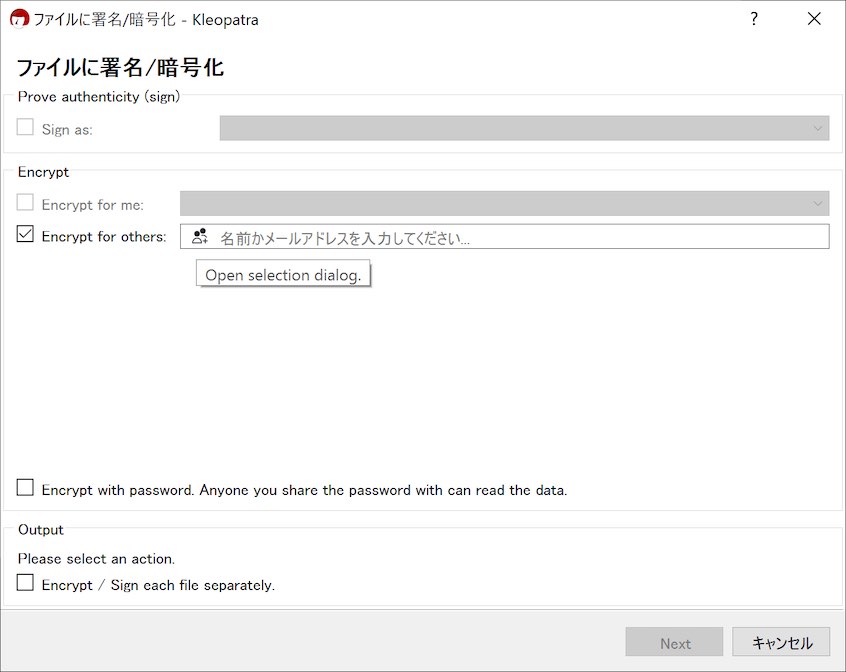 ファイルに署名/暗号化 - Kleopatra
?
ファイルに署名/暗号化
Prove authenticity (sign)
Sign as:
Encrypt
Encrypt for me:
Encrypt for others:
名前かメールアドレスを入力してください...
Open selection dialog.
Encrypt with password. Anyone you share the password with can read the data.
Output
Please select an action.
Encrypt / Sign each file separately.
Next
キャンセル